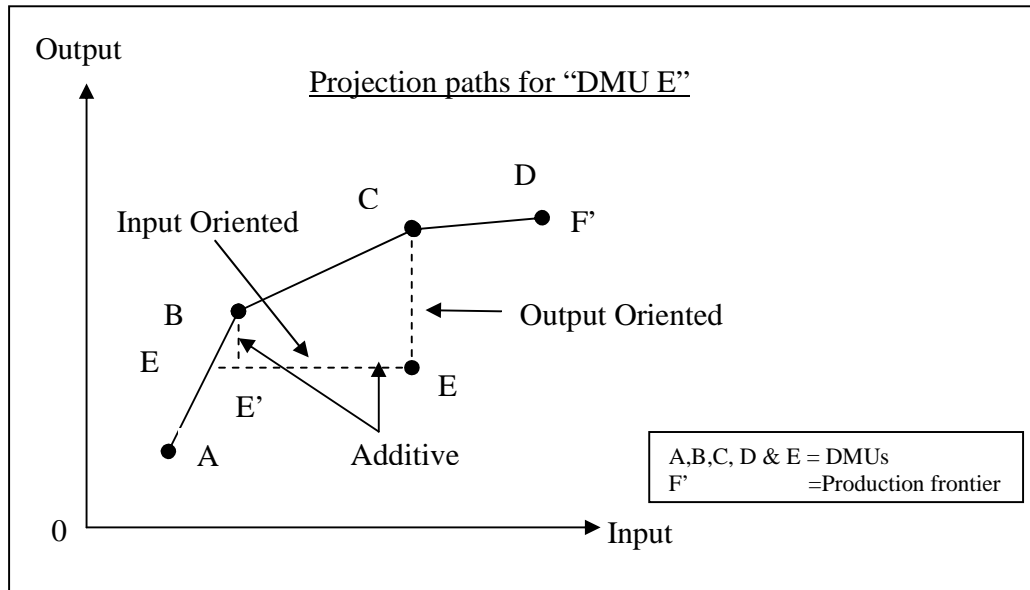 Output
Projection paths for “DMU E”
D
C
F’
Input Oriented
B
Output Oriented
E
E
E’
A
Additive
A,B,C, D & E = DMUs
F’ =Production frontier
0
Input